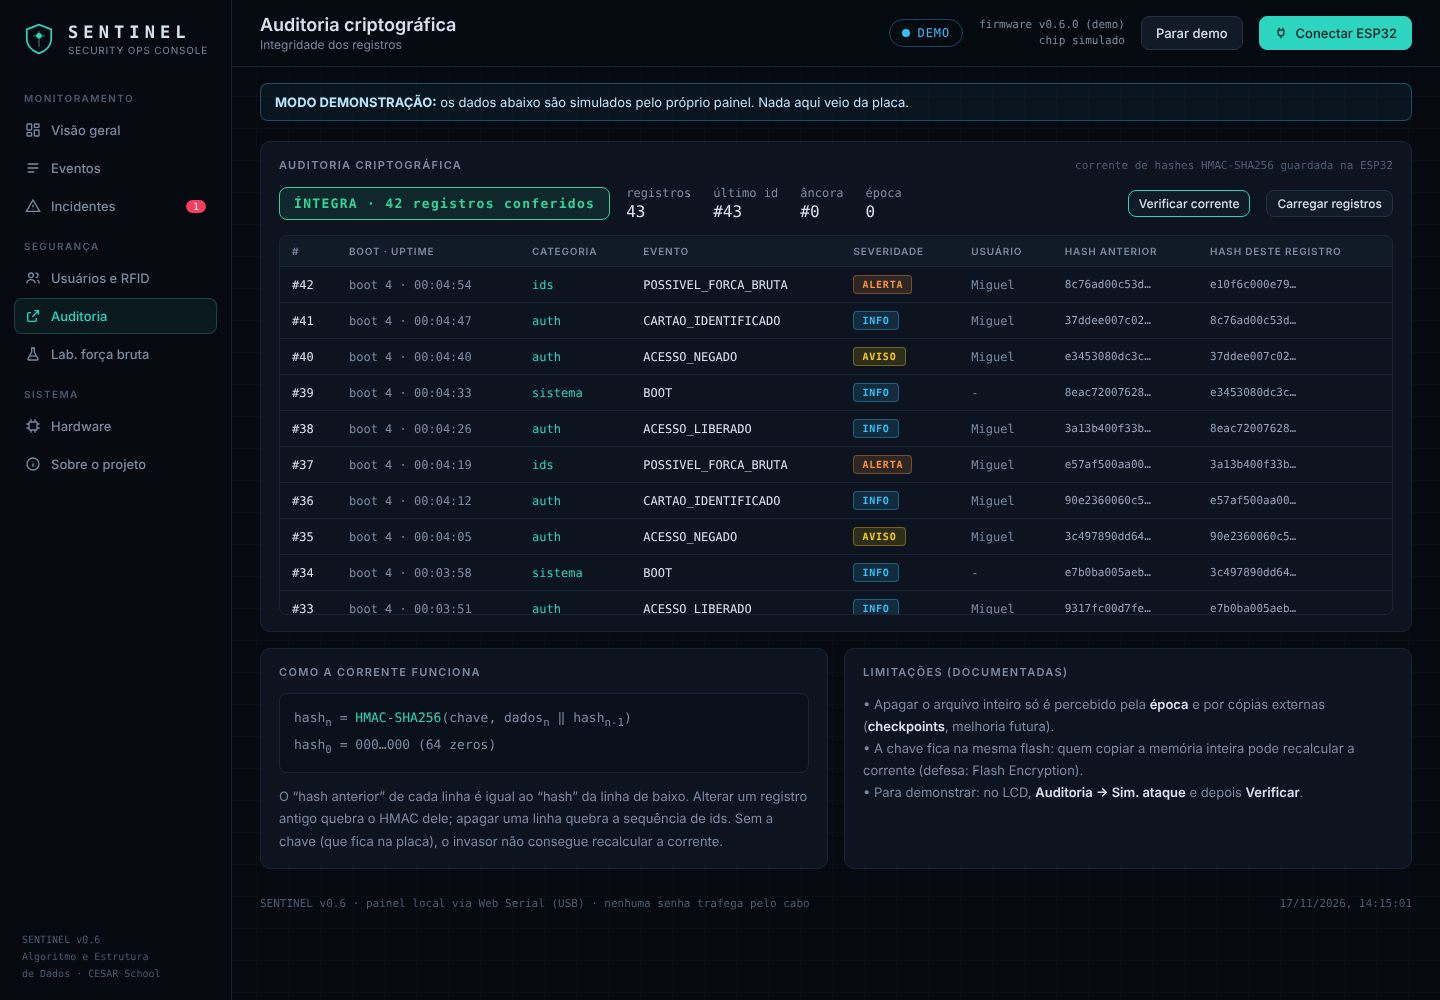 SENTINEL
SECURITY OPS CONSOLE
MONITORAMENTO
Visão geral
Eventos
Incidentes 1
SEGURANÇA
Usuários e RFID
Auditoria
Lab. força bruta
SISTEMA
Hardware
Sobre o projeto
SENTINEL v0.6
Algoritmo e Estrutura
de Dados · CESAR School
Auditoria criptográfica
Integridade dos registros
DEMO
firmware v0.6.0 (demo)
chip simulado
Parar demo
Conectar ESP32
MODO DEMONSTRAÇÃO: os dados abaixo são simulados pelo próprio painel. Nada aqui veio da placa.
AUDITORIA CRIPTOGRÁFICA
corrente de hashes HMAC-SHA256 guardada na ESP32
ÍNTEGRA · 42 registros conferidos
registros último id âncora época
43 #43 #0 0
Verificar corrente
Carregar registros
# BOOT · UPTIME CATEGORIA EVENTO SEVERIDADE USUÁRIO HASH ANTERIOR HASH DESTE REGISTRO
#42 boot 4 · 00:04:54 ids POSSIVEL_FORCA_BRUTA ALERTA Miguel 8c76ad00c53d… e10f6c000e79…
#41 boot 4 · 00:04:47 auth CARTAO_IDENTIFICADO INFO Miguel 37ddee007c02… 8c76ad00c53d…
#40 boot 4 · 00:04:40 auth ACESSO_NEGADO AVISO Miguel e3453080dc3c… 37ddee007c02…
#39 boot 4 · 00:04:33 sistema BOOT INFO - 8eac72007628… e3453080dc3c…
#38 boot 4 · 00:04:26 auth ACESSO_LIBERADO INFO Miguel 3a13b400f33b… 8eac72007628…
#37 boot 4 · 00:04:19 ids POSSIVEL_FORCA_BRUTA ALERTA Miguel e57af500aa00… 3a13b400f33b…
#36 boot 4 · 00:04:12 auth CARTAO_IDENTIFICADO INFO Miguel 90e2360060c5… e57af500aa00…
#35 boot 4 · 00:04:05 auth ACESSO_NEGADO AVISO Miguel 3c497890dd64… 90e2360060c5…
#34 boot 4 · 00:03:58 sistema BOOT INFO - e7b0ba005aeb… 3c497890dd64…
#33 boot 4 · 00:03:51 auth ACESSO_LIBERADO INFO Miguel 9317fc00d7fe… e7b0ba005aeb…
COMO A CORRENTE FUNCIONA
hashn = HMAC-SHA256(chave, dadosn ‖ hashn-1)
hash0 = 000…000 (64 zeros)
O “hash anterior” de cada linha é igual ao “hash” da linha de baixo. Alterar um registro
antigo quebra o HMAC dele; apagar uma linha quebra a sequência de ids. Sem a
chave (que fica na placa), o invasor não consegue recalcular a corrente.
LIMITAÇÕES (DOCUMENTADAS)
• Apagar o arquivo inteiro só é percebido pela época e por cópias externas
(checkpoints, melhoria futura).
• A chave fica na mesma flash: quem copiar a memória inteira pode recalcular a
corrente (defesa: Flash Encryption).
• Para demonstrar: no LCD, Auditoria → Sim. ataque e depois Verificar.
SENTINEL v0.6 · painel local via Web Serial (USB) · nenhuma senha trafega pelo cabo
17/11/2026, 14:15:01